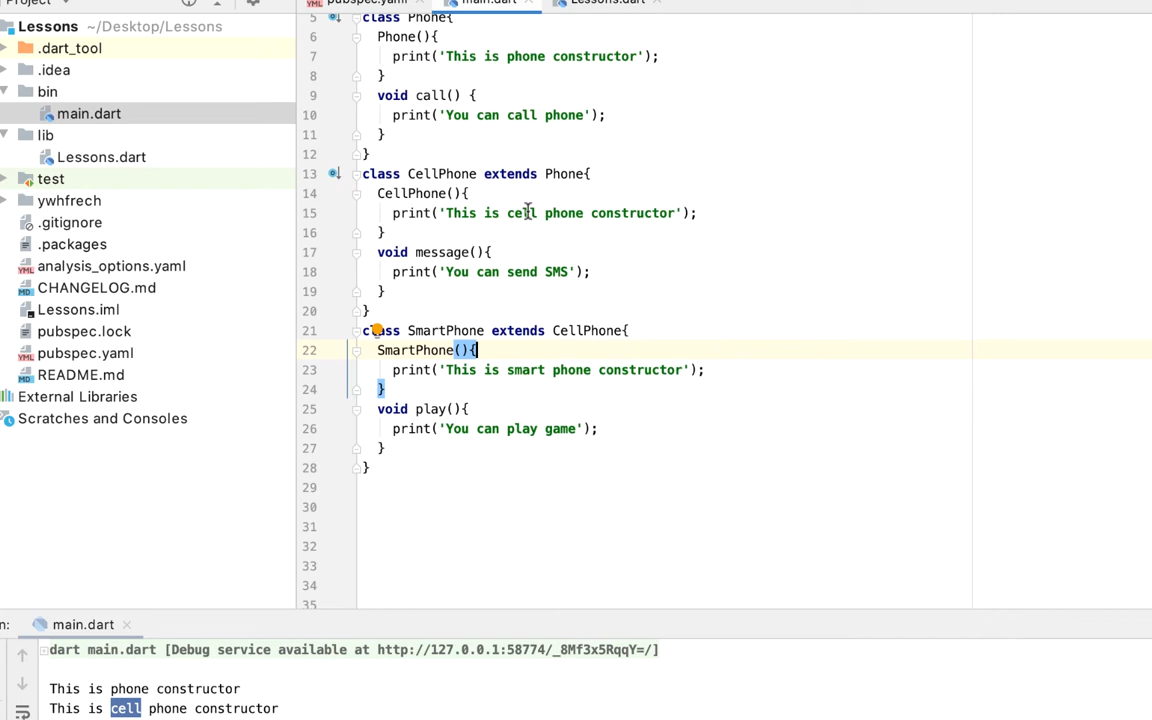 Project
pubspec.yaml
main.dart
Lessons.dart
Lessons ~/Desktop/Lessons
.dart_tool
.idea
bin
main.dart
lib
Lessons.dart
test
ywhfrech
.gitignore
.packages
analysis_options.yaml
CHANGELOG.md
Lessons.iml
pubspec.lock
pubspec.yaml
README.md
External Libraries
Scratches and Consoles
5 class Phone{
6 Phone(){
7 print('This is phone constructor');
8 }
9 void call() {
10 print('You can call phone');
11 }
12 }
13 class CellPhone extends Phone{
14 CellPhone(){
15 print('This is cell phone constructor');
16 }
17 void message(){
18 print('You can send SMS');
19 }
20 }
21 class SmartPhone extends CellPhone{
22 SmartPhone(){
23 print('This is smart phone constructor');
24 }
25 void play(){
26 print('You can play game');
27 }
28 }
29
30
31
32
33
34
35
n: main.dart
dart main.dart [Debug service available at http://127.0.0.1:58774/_8Mf3x5RqqY=/]
This is phone constructor
This is cell phone constructor